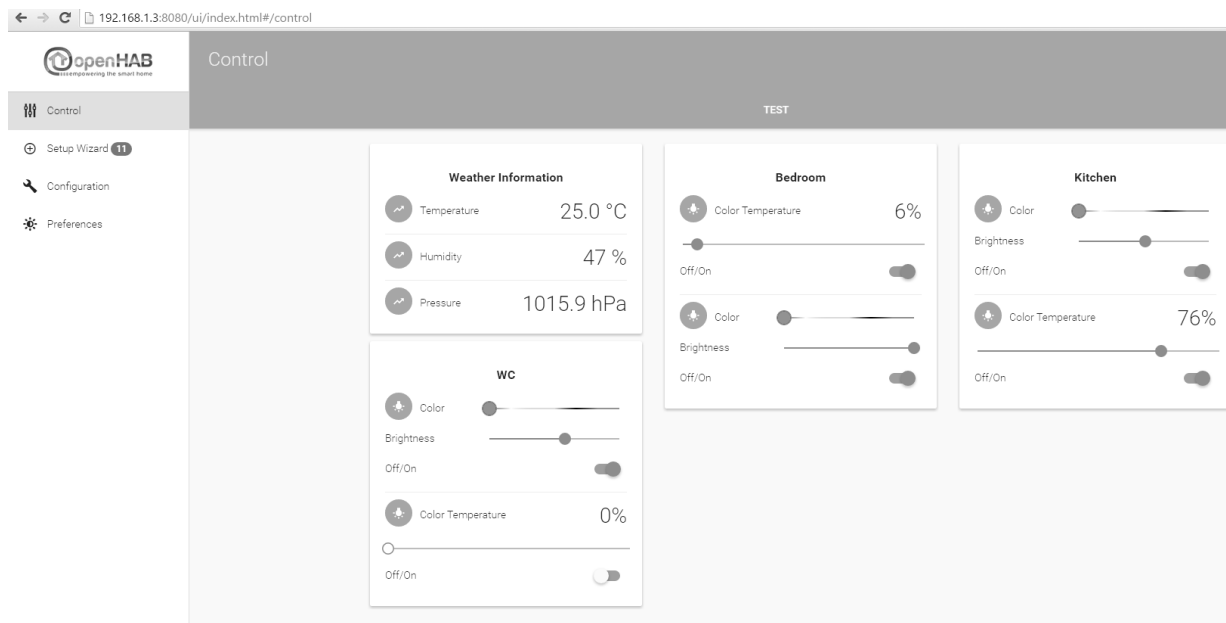 192.168.1.3:8080/ui/index.html#/control
openHAB
empowering the smart home
Control
Control
Setup Wizard 11
Configuration
Preferences
TEST
Weather Information
Temperature 25.0 °C
Humidity 47 %
Pressure 1015.9 hPa
WC
Color
Brightness
Off/On
Color Temperature 0%
Off/On
Bedroom
Color Temperature 6%
Off/On
Color
Brightness
Off/On
Kitchen
Color
Brightness
Off/On
Color Temperature 76%
Off/On